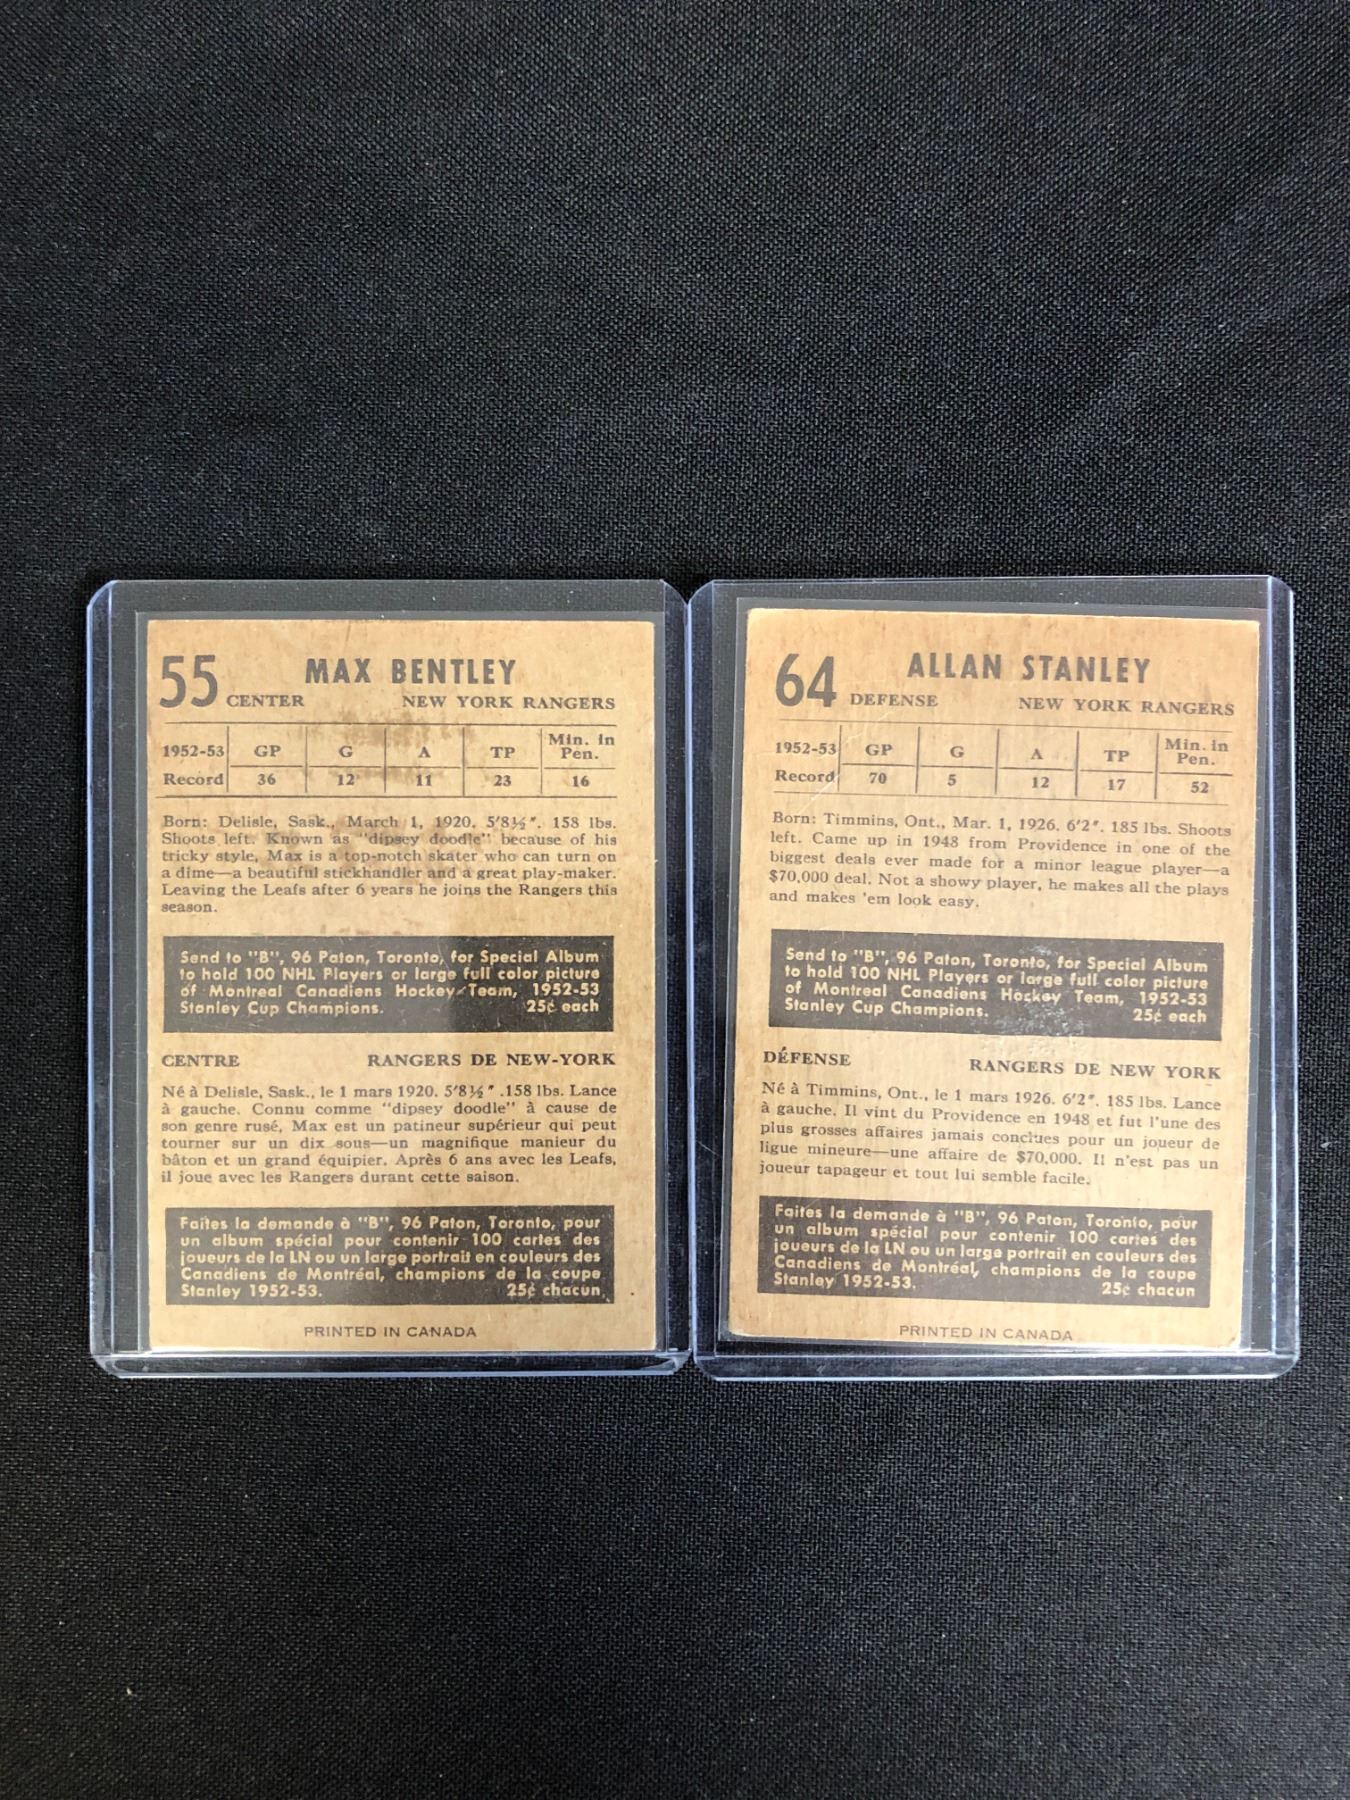 55 MAX BENTLEY
CENTER NEW YORK RANGERS
1952-53 GP G A TP Min. in Pen.
Record 36 12 11 23 16
Born: Delisle, Sask., March 1, 1920. 5'8½". 158 lbs.
Shoots left. Known as "dipsey doodle" because of his
tricky style, Max is a top-notch skater who can turn on
a dime—a beautiful stickhandler and a great play-maker.
Leaving the Leafs after 6 years he joins the Rangers this
season.
Send to "B", 96 Paton, Toronto, for Special Album
to hold 100 NHL Players or large full color picture
of Montreal Canadiens Hockey Team, 1952-53
Stanley Cup Champions. 25¢ each
CENTRE RANGERS DE NEW-YORK
Né à Delisle, Sask., le 1 mars 1920. 5'8½" .158 lbs. Lance
à gauche. Connu comme "dipsey doodle" à cause de
son genre rusé, Max est un patineur supérieur qui peut
tourner sur un dix sous—un magnifique manieur du
bâton et un grand équipier. Après 6 ans avec les Leafs,
il joue avec les Rangers durant cette saison.
Faites la demande à "B", 96 Paton, Toronto, pour
un album spécial pour contenir 100 cartes des
joueurs de la LN ou un large portrait en couleurs des
Canadiens de Montréal, champions de la coupe
Stanley 1952-53. 25¢ chacun
PRINTED IN CANADA
64 ALLAN STANLEY
DEFENSE NEW YORK RANGERS
1952-53 GP G A TP Min. in Pen.
Record 70 5 12 17 52
Born: Timmins, Ont., Mar. 1, 1926. 6'2". 185 lbs. Shoots
left. Came up in 1948 from Providence in one of the
biggest deals ever made for a minor league player—a
$70,000 deal. Not a showy player, he makes all the plays
and makes 'em look easy.
Send to "B", 96 Paton, Toronto, for Special Album
to hold 100 NHL Players or large full color picture
of Montreal Canadiens Hockey Team, 1952-53
Stanley Cup Champions. 25¢ each
DÉFENSE RANGERS DE NEW YORK
Né à Timmins, Ont., le 1 mars 1926. 6'2". 185 lbs. Lance
à gauche. Il vint du Providence en 1948 et fut l'une des
plus grosses affaires jamais conclues pour un joueur de
ligue mineure—une affaire de $70,000. Il n'est pas un
joueur tapageur et tout lui semble facile.
Faites la demande à "B", 96 Paton, Toronto, pour
un album spécial pour contenir 100 cartes des
joueurs de la LN ou un large portrait en couleurs des
Canadiens de Montréal, champions de la coupe
Stanley 1952-53. 25¢ chacun
PRINTED IN CANADA